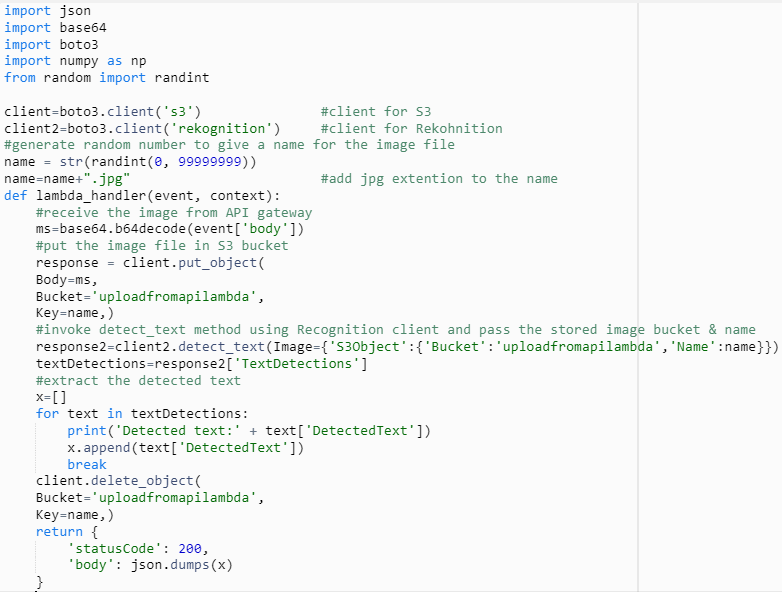 import json
import base64
import boto3
import numpy as np
from random import randint

client=boto3.client('s3')               #client for S3
client2=boto3.client('rekognition')     #client for Rekohnition
#generate random number to give a name for the image file
name = str(randint(0, 99999999))
name=name+".jpg"                        #add jpg extention to the name
def lambda_handler(event, context):
    #receive the image from API gateway
    ms=base64.b64decode(event['body'])
    #put the image file in S3 bucket
    response = client.put_object(
    Body=ms,
    Bucket='uploadfromapilambda',
    Key=name,)
    #invoke detect_text method using Recognition client and pass the stored image bucket & name
    response2=client2.detect_text(Image={'S3Object':{'Bucket':'uploadfromapilambda','Name':name}})
    textDetections=response2['TextDetections']
    #extract the detected text
    x=[]
    for text in textDetections:
        print('Detected text:' + text['DetectedText'])
        x.append(text['DetectedText'])
        break
    client.delete_object(
    Bucket='uploadfromapilambda',
    Key=name,)
    return {
        'statusCode': 200,
        'body': json.dumps(x)
    }